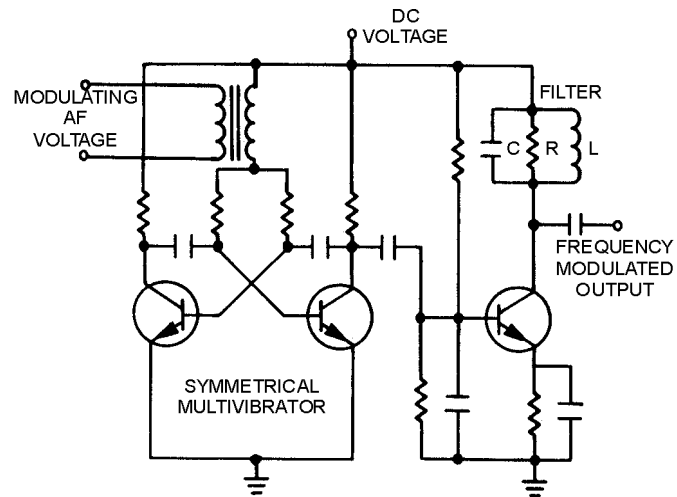 DC
VOLTAGE
MODULATING
AF
VOLTAGE
FILTER
C
R
L
FREQUENCY
MODULATED
OUTPUT
SYMMETRICAL
MULTIVIBRATOR